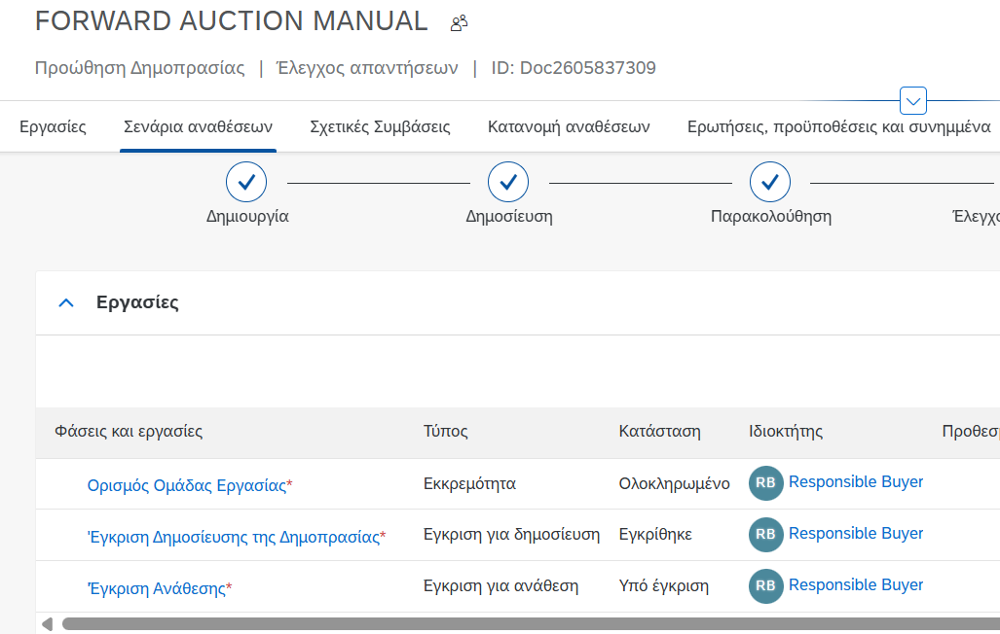 FORWARD AUCTION MANUAL
Προώθηση Δημοπρασίας | Έλεγχος απαντήσεων | ID: Doc2605837309
Εργασίες Σενάρια αναθέσεων Σχετικές Συμβάσεις Κατανομή αναθέσεων Ερωτήσεις, προϋποθέσεις και συνημμένα
Δημιουργία Δημοσίευση Παρακολούθηση Έλεγχο
Εργασίες
Φάσεις και εργασίες Τύπος Κατάσταση Ιδιοκτήτης Προθεσμ
Ορισμός Ομάδας Εργασίας* Εκκρεμότητα Ολοκληρωμένο RB Responsible Buyer
Έγκριση Δημοσίευσης της Δημοπρασίας* Εγκριση για δημοσίευση Εγκρίθηκε RB Responsible Buyer
Έγκριση Ανάθεσης* Εγκριση για ανάθεση Υπό έγκριση RB Responsible Buyer